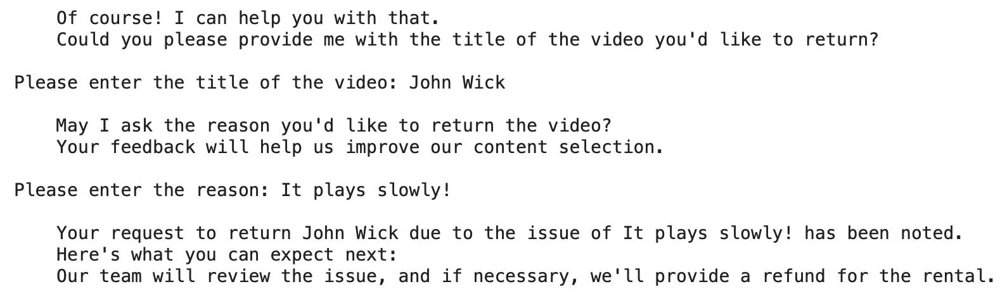 Of course! I can help you with that.
Could you please provide me with the title of the video you'd like to return?
Please enter the title of the video: John Wick
May I ask the reason you'd like to return the video?
Your feedback will help us improve our content selection.
Please enter the reason: It plays slowly!
Your request to return John Wick due to the issue of It plays slowly! has been noted.
Here's what you can expect next:
Our team will review the issue, and if necessary, we'll provide a refund for the rental.